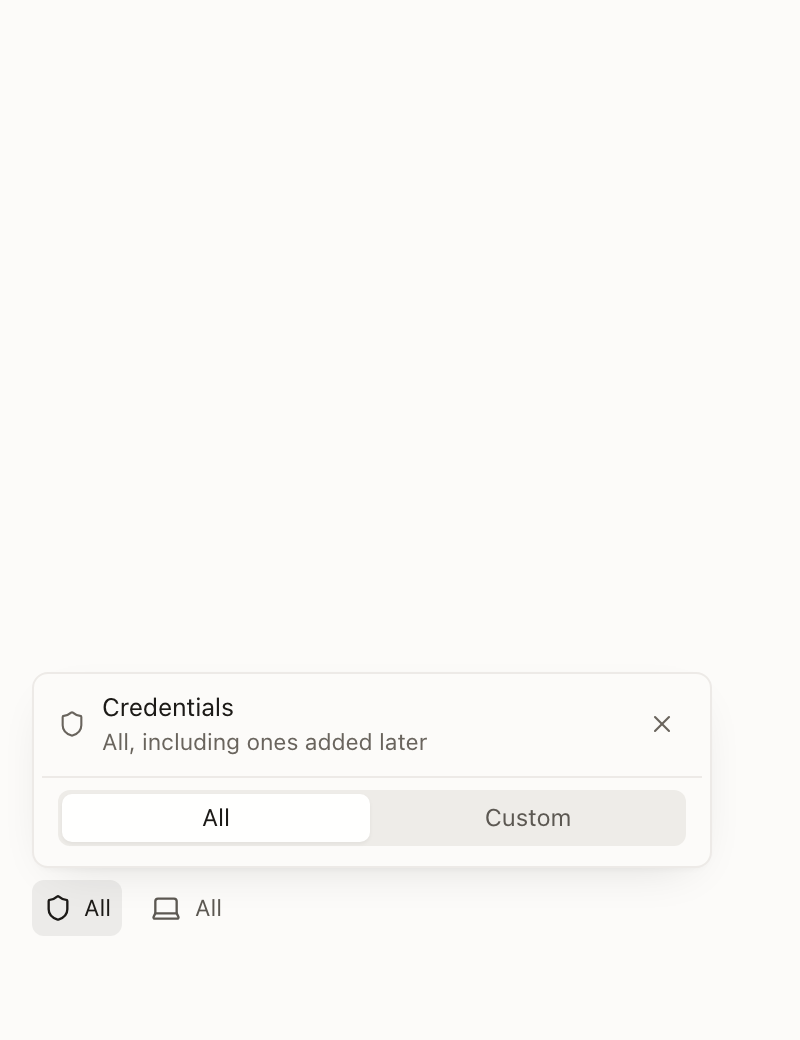 Credentials
All, including ones added later
All
Custom
All
All